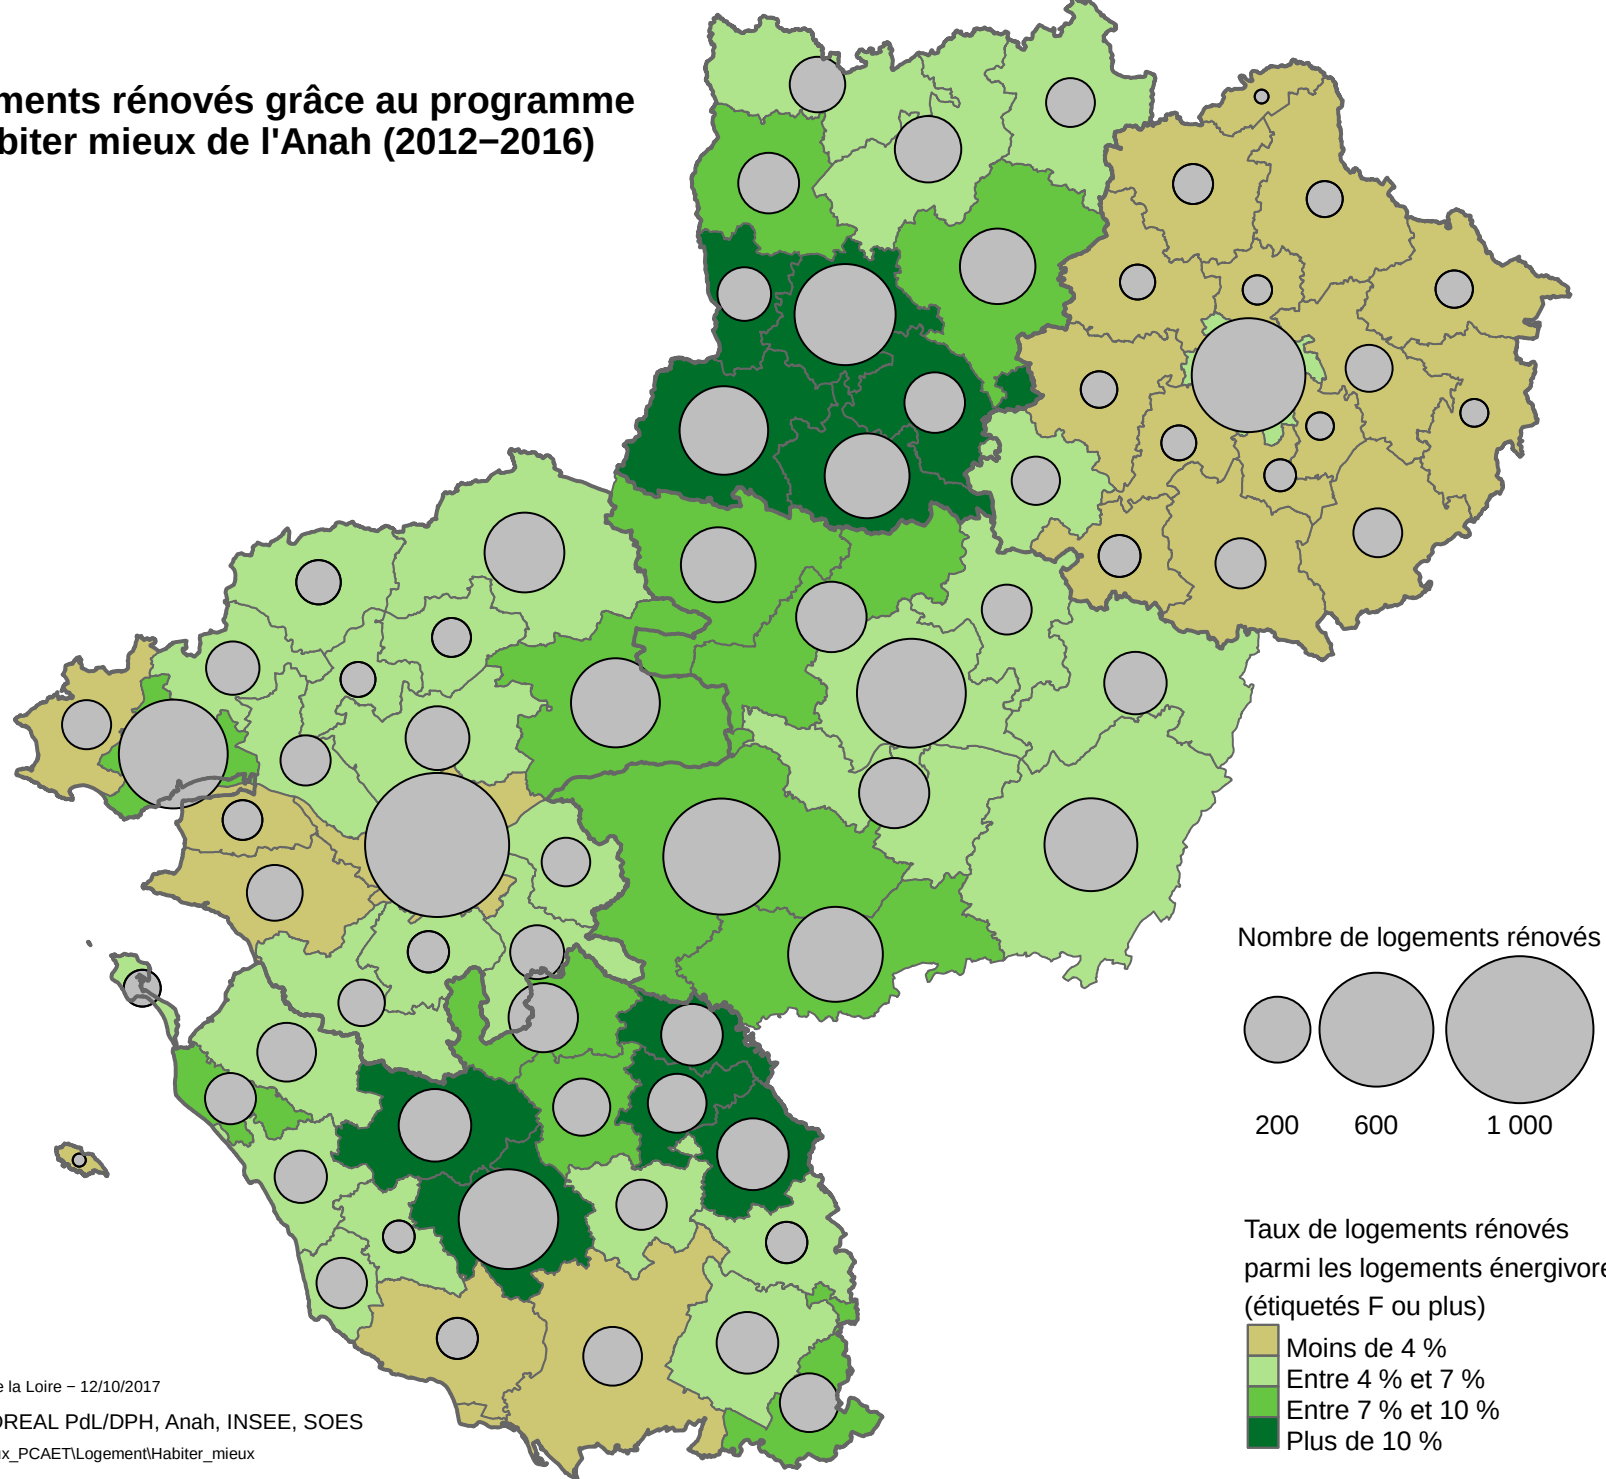 ments rénovés grâce au programme
biter mieux de l'Anah (2012−2016)
Nombre de logements rénovés
200 600 1 000
Taux de logements rénovés
parmi les logements énergivore
(étiquetés F ou plus)
Moins de 4 %
Entre 4 % et 7 %
Entre 7 % et 10 %
Plus de 10 %
e la Loire − 12/10/2017
DREAL PdL/DPH, Anah, INSEE, SOES
ux_PCAET\Logement\Habiter_mieux